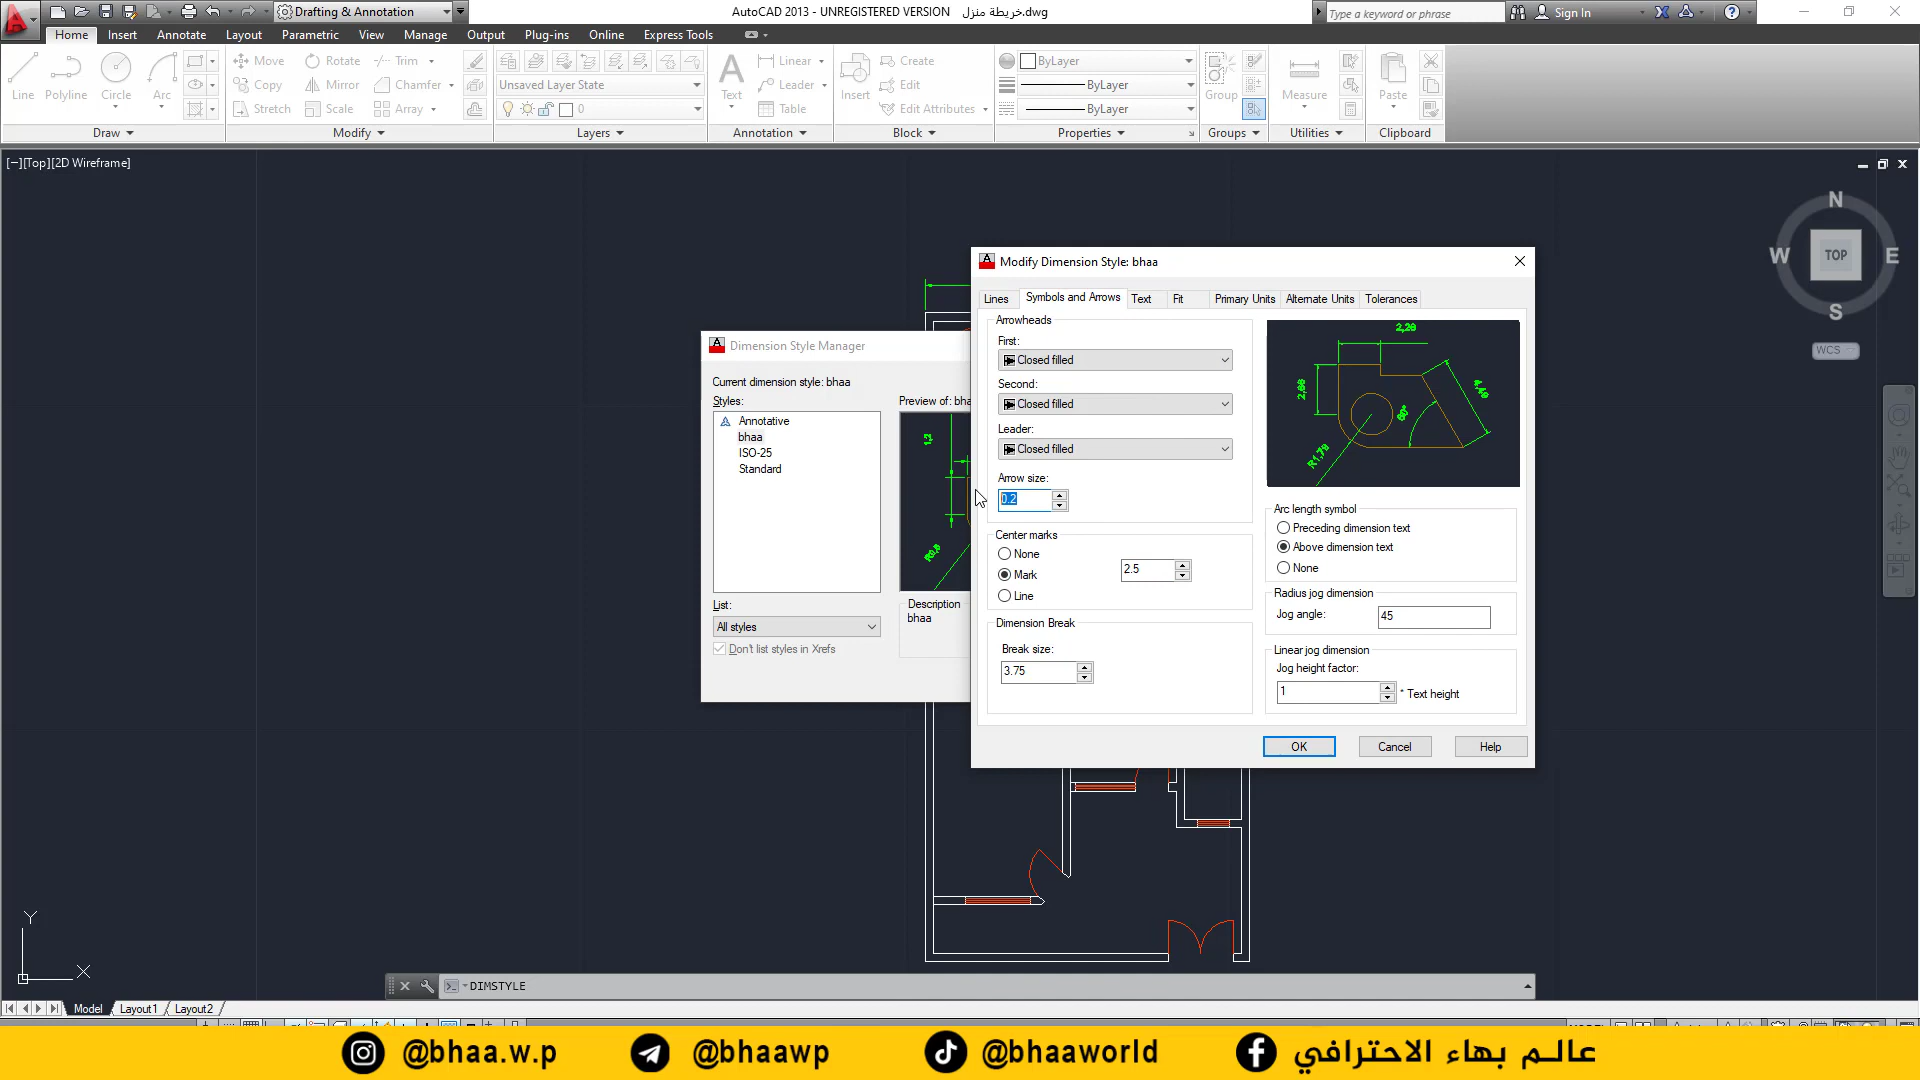 Drafting & Annotation
AutoCAD 2013 - UNREGISTERED VERSION خريطة منزل.dwg
Type a keyword or phrase
Sign In
Home Insert Annotate Layout Parametric View Manage Output Plug-ins Online Express Tools
Line Polyline Circle Arc
Move Rotate Trim
Copy Mirror Chamfer
Stretch Scale Array
Unsaved Layer State
0
Text Linear
Leader
Table
Insert Create
Edit
Edit Attributes
ByLayer
ByLayer
ByLayer
Group Measure Paste
Draw Modify Layers Annotation Block Properties Groups Utilities Clipboard
[−][Top][2D Wireframe]
N
W TOP E
S
WCS
Dimension Style Manager
Current dimension style: bhaa
Styles:
Annotative
bhaa
ISO-25
Standard
List:
All styles
Don't list styles in Xrefs
Preview of: bha
Description
bhaa
Modify Dimension Style: bhaa
Lines Symbols and Arrows Text Fit Primary Units Alternate Units Tolerances
Arrowheads
First:
Closed filled
Second:
Closed filled
Leader:
Closed filled
Arrow size:
0.2
Center marks
None
Mark
Line
2.5
Dimension Break
Break size:
3.75
60°
R1,79
Arc length symbol
Preceding dimension text
Above dimension text
None
Radius jog dimension
Jog angle:
45
Linear jog dimension
Jog height factor:
1
* Text height
OK Cancel Help
Y
X
DIMSTYLE
Model Layout1 Layout2
@bhaa.w.p @bhaawp @bhaaworld عالم بهاء الاحترافي